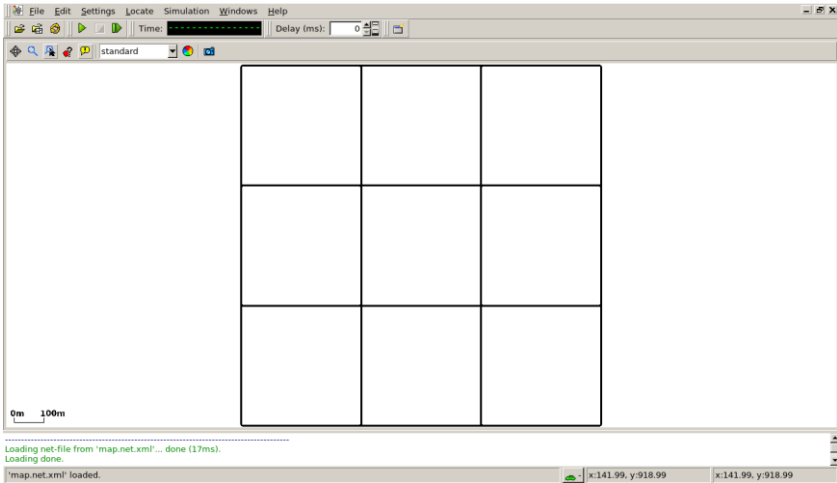 File Edit Settings Locate Simulation Windows Help
Time: Delay (ms): 0
standard
0m 100m
Loading net-file from 'map.net.xml'... done (17ms).
Loading done.
'map.net.xml' loaded. x:141.99, y:918.99 x:141.99, y:918.99